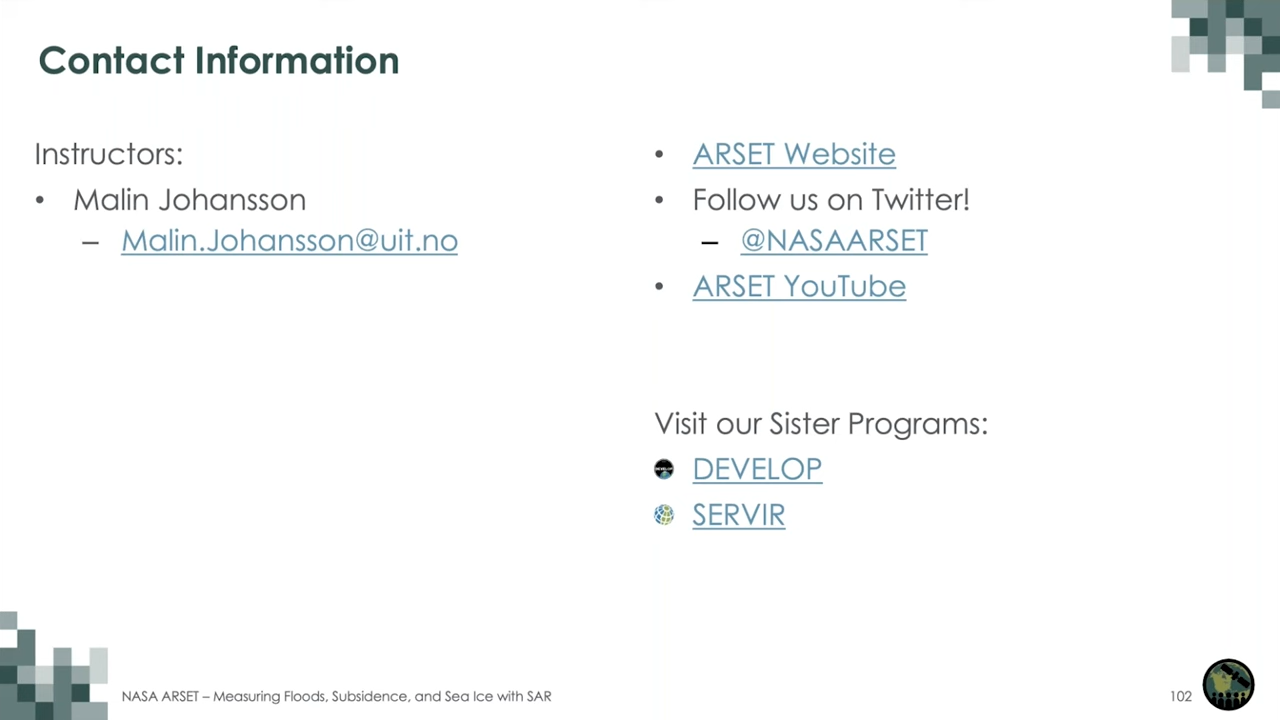 Contact Information
Instructors:
• Malin Johansson
– Malin.Johansson@uit.no
• ARSET Website
• Follow us on Twitter!
– @NASAARSET
• ARSET YouTube
Visit our Sister Programs:
DEVELOP
SERVIR
NASA ARSET – Measuring Floods, Subsidence, and Sea Ice with SAR
102